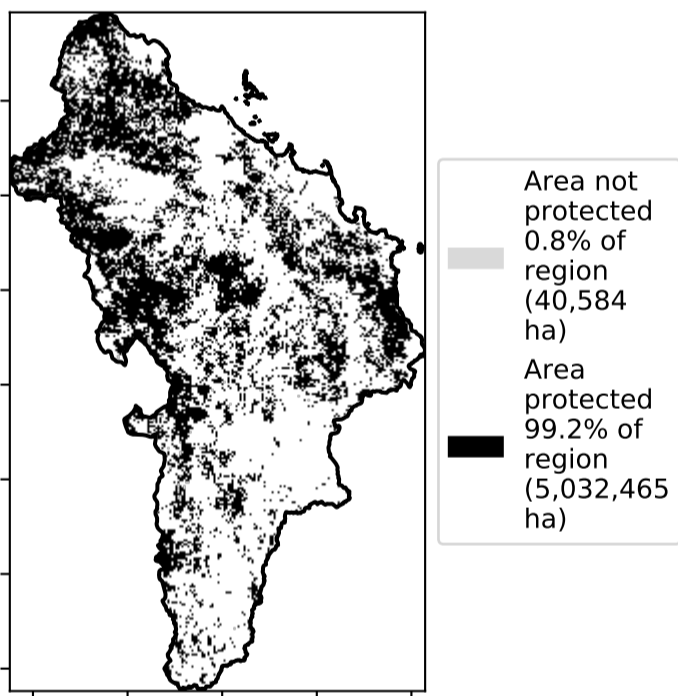 Area not
protected
0.8% of
region
(40,584
ha)
Area
protected
99.2% of
region
(5,032,465
ha)